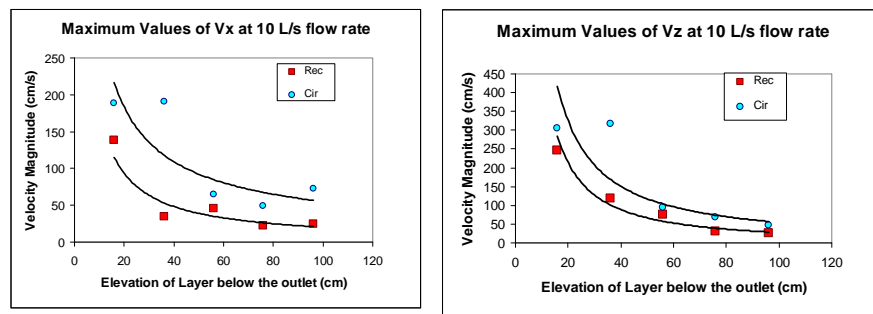 Maximum Values of Vx at 10 L/s flow rate
Velocity Magnitude (cm/s)
250
200
150
100
50
0
Rec
Cir
0 20 40 60 80 100 120
Elevation of Layer below the outlet (cm)
Maximum Values of Vz at 10 L/s flow rate
Velocity Magnitude (cm/s)
450
400
350
300
250
200
150
100
50
0
Rec
Cir
0 20 40 60 80 100 120
Elevation of Layer below the outlet (cm)